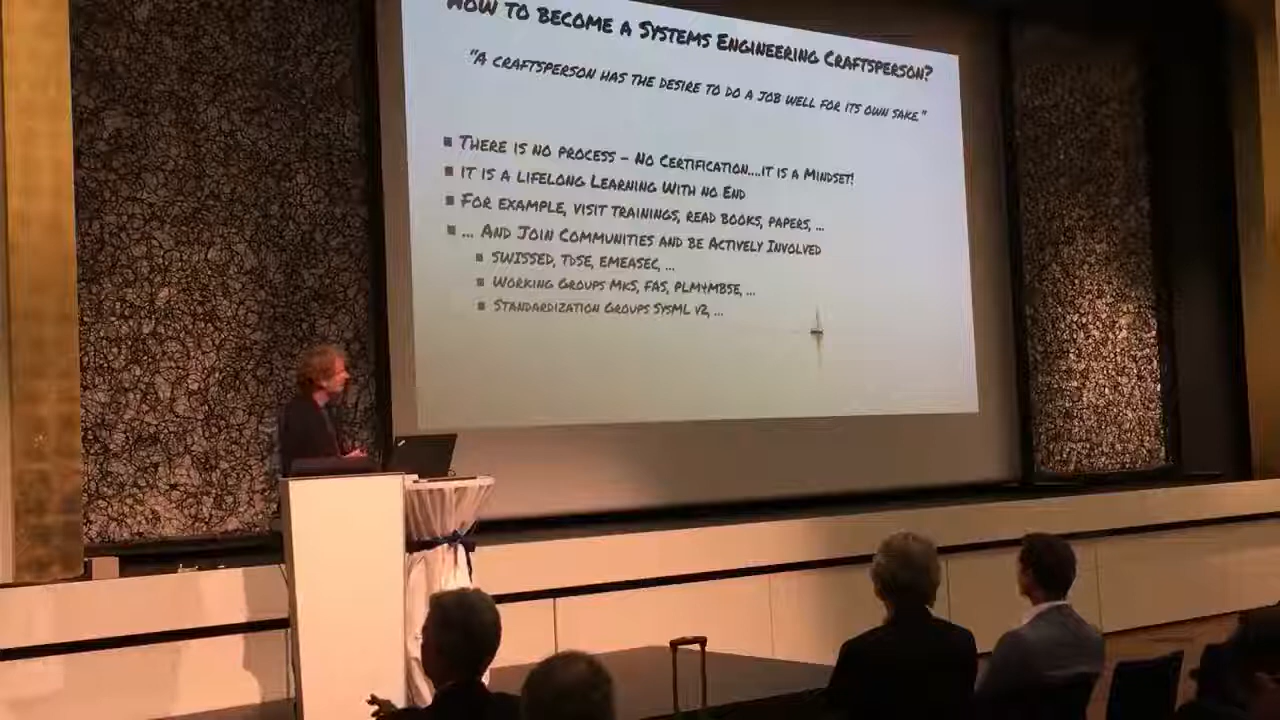 How to become a Systems Engineering Craftsperson?
"A craftsperson has the desire to do a job well for its own sake."
■ There is no process – No Certification....it is a Mindset!
■ It is a lifelong Learning With no End
■ For example, visit trainings, read books, papers, ...
■ ... And Join Communities and be Actively Involved
■ SWISSED, TdSE, EMEASEC, ...
■ Working Groups MkS, FAS, PLM4MBSE, ...
■ Standardization Groups SysML v2, ...